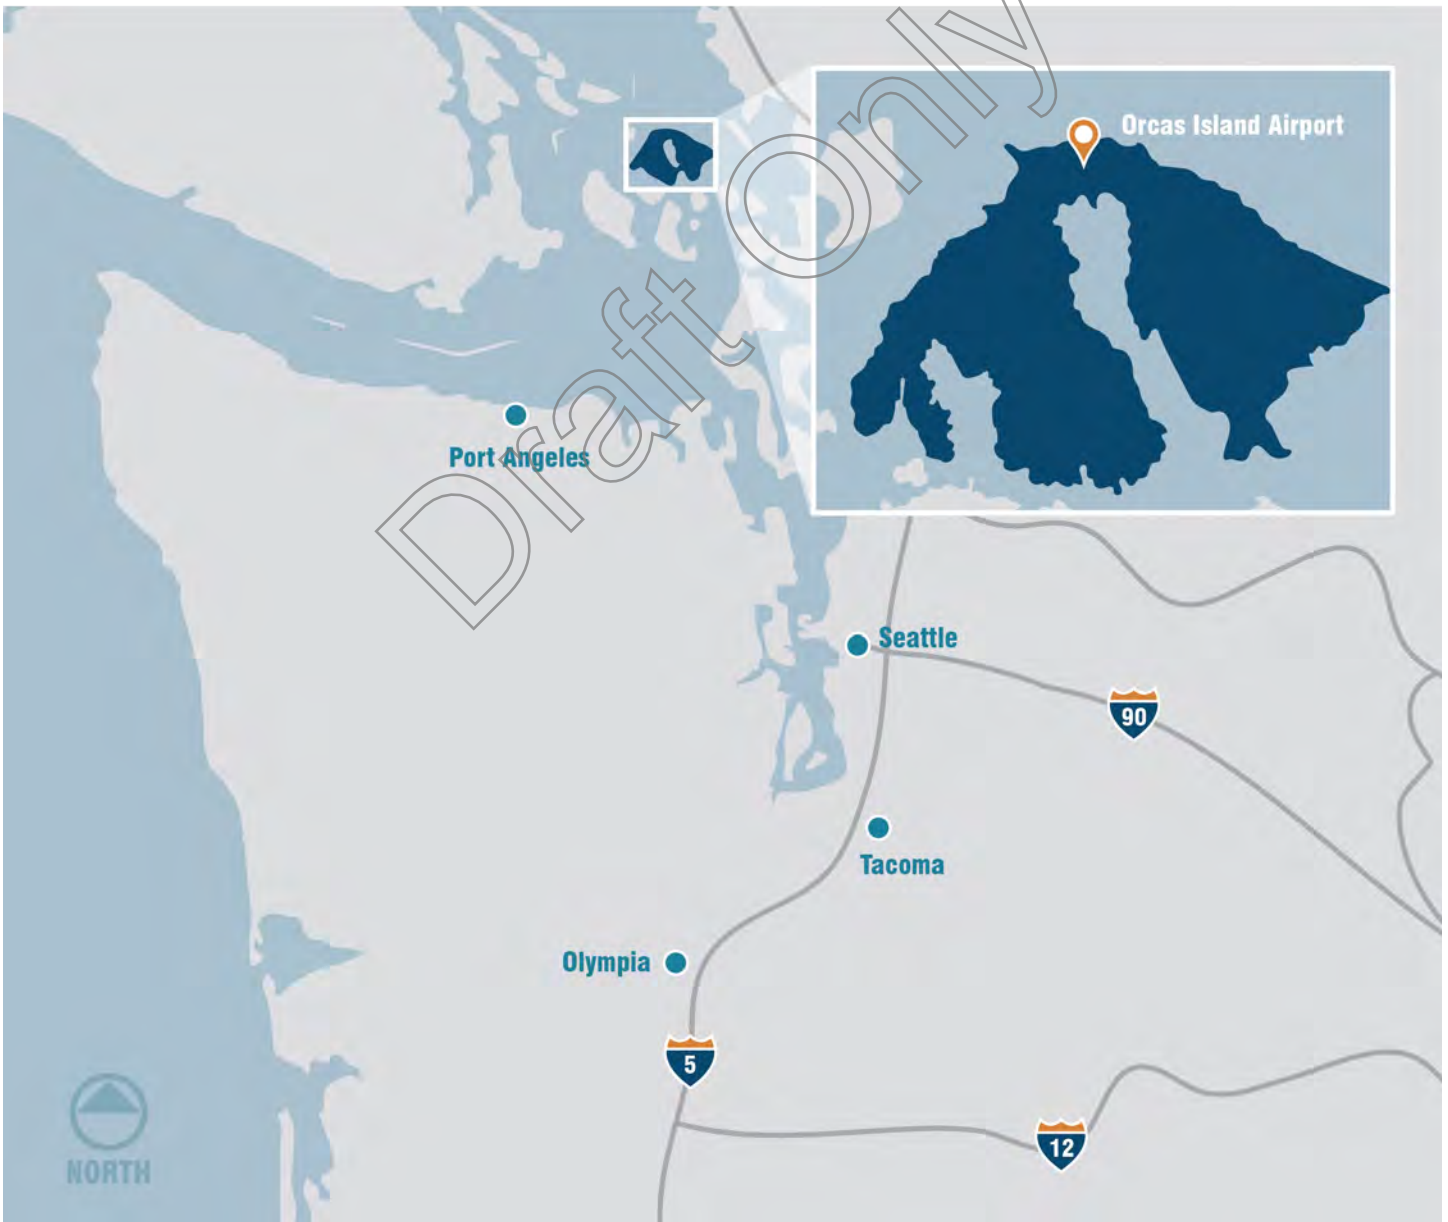 Draft Only
Orcas Island Airport
Port Angeles
Seattle
90
Tacoma
Olympia
5
12
NORTH